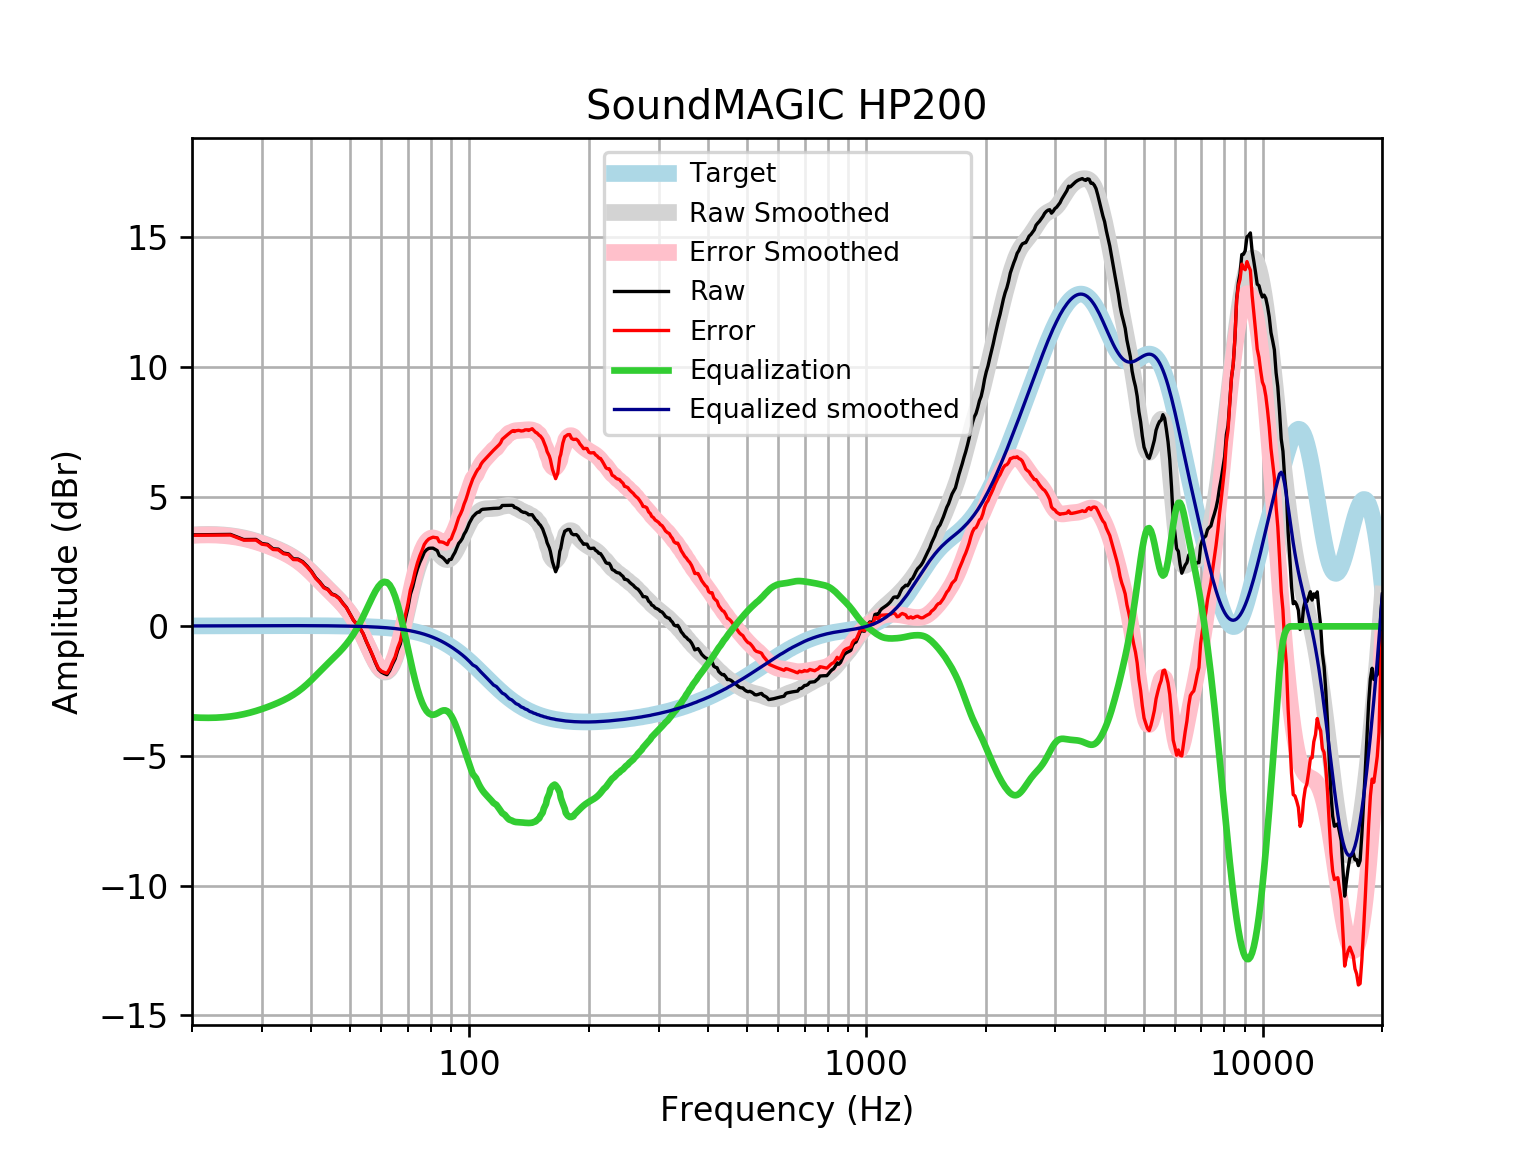 SoundMAGIC HP200
Target
Raw Smoothed
Error Smoothed
Raw
Error
Equalization
Equalized smoothed
15
10
5
0
−5
−10
−15
Amplitude (dBr)
100
1000
10000
Frequency (Hz)